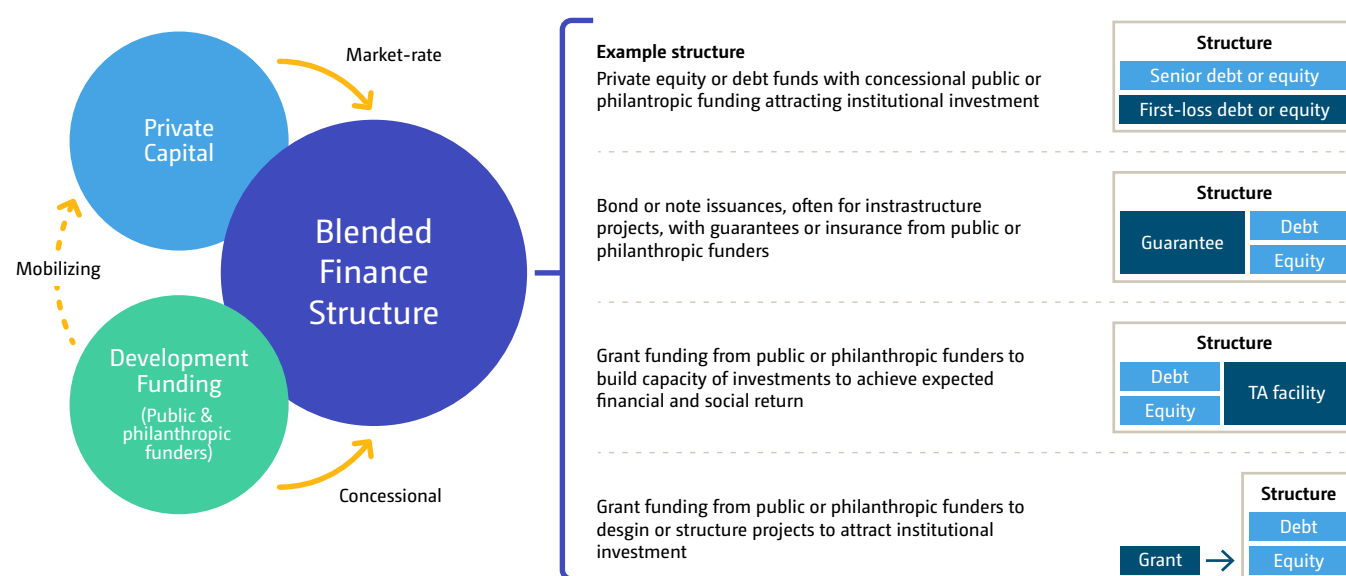 Private
Capital
Market-rate
Blended
Finance
Structure
Mobilizing
Development
Funding
(Public &
philanthropic
funders)
Concessional
Example structure
Private equity or debt funds with concessional public or
philantropic funding attracting institutional investment
Structure
Senior debt or equity
First-loss debt or equity
Bond or note issuances, often for instrastructure
projects, with guarantees or insurance from public or
philanthropic funders
Structure
Guarantee
Debt
Equity
Grant funding from public or philanthropic funders to
build capacity of investments to achieve expected
financial and social return
Structure
Debt
Equity
TA facility
Grant funding from public or philanthropic funders to
desgin or structure projects to attract institutional
investment
Grant
Structure
Debt
Equity